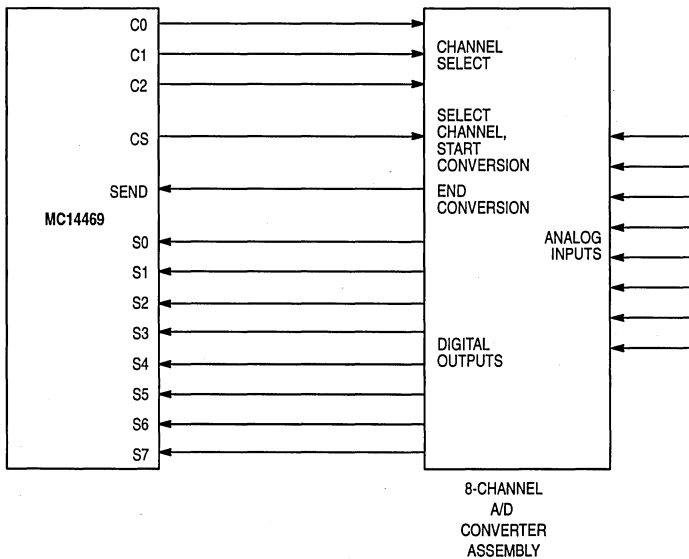 C0
C1
C2
CS
SEND
MC14469
S0
S1
S2
S3
S4
S5
S6
S7
CHANNEL
SELECT
SELECT
CHANNEL,
START
CONVERSION
END
CONVERSION
ANALOG
INPUTS
DIGITAL
OUTPUTS
8-CHANNEL
A/D
CONVERTER
ASSEMBLY